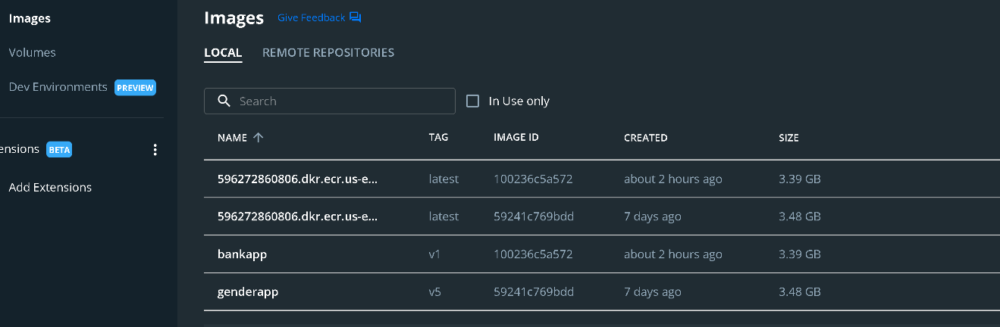 Images
Volumes
Dev Environments PREVIEW
ensions BETA
Add Extensions
Images Give Feedback
LOCAL REMOTE REPOSITORIES
Search In Use only
NAME TAG IMAGE ID CREATED SIZE
596272860806.dkr.ecr.us-e... latest 100236c5a572 about 2 hours ago 3.39 GB
596272860806.dkr.ecr.us-e... latest 59241c769bdd 7 days ago 3.48 GB
bankapp v1 100236c5a572 about 2 hours ago 3.39 GB
genderapp v5 59241c769bdd 7 days ago 3.48 GB